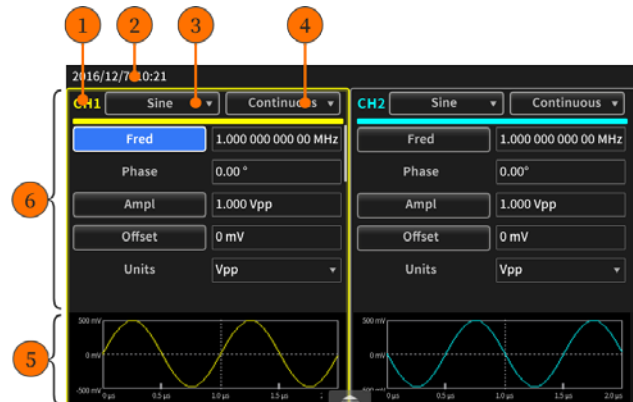 1 2 3 4
2016/12/7 10:21
CH1 Sine Continuous CH2 Sine Continuous
Fred 1.000 000 000 00 MHz Fred 1.000 000 000 00 MHz
Phase 0.00° Phase 0.00°
6
Ampl 1.000 Vpp Ampl 1.000 Vpp
Offset 0 mV Offset 0 mV
Units Vpp Units Vpp
500 mV 500 mV
5
0 mV 0 mV
-500 mV -500 mV
0 μs 0.5 μs 1.0 μs 1.5 μs 0 μs 0.5 μs 1.0 μs 1.5 μs 2.0 μs